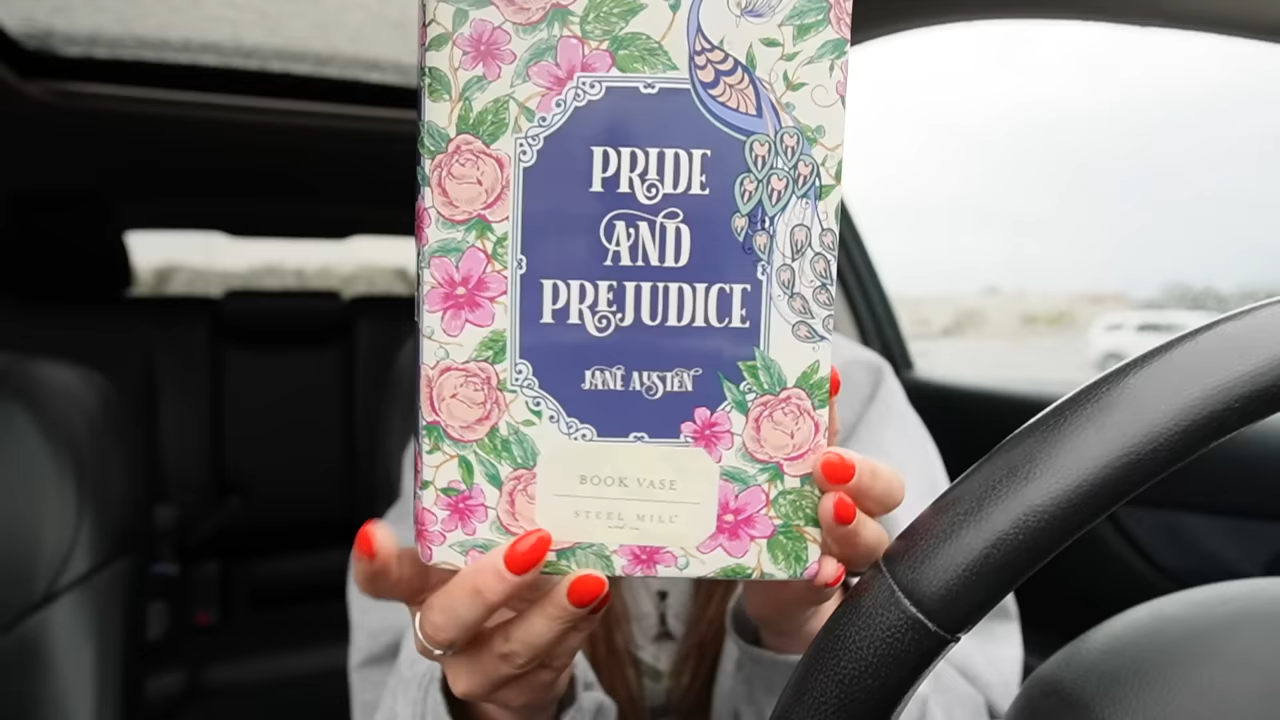 PRIDE
AND
PREJUDICE
JANE AUSTEN
BOOK VASE
STEEL MILL